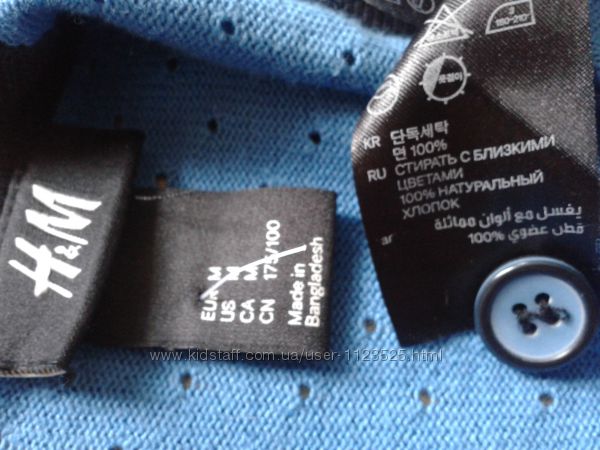 H&M
EUR M
US M
CA M
CN 175/100
Made in
Bangladesh
180-210°
KR 단독세탁
면 100%
RU СТИРАТЬ С БЛИЗКИМИ
ЦВЕТАМИ
100% НАТУРАЛЬНЫЙ
ХЛОПОК
ar يغسل مع ألوان مماثلة
قطن عضوي 100%
www.kidstaff.com.ua/user-1123525.html